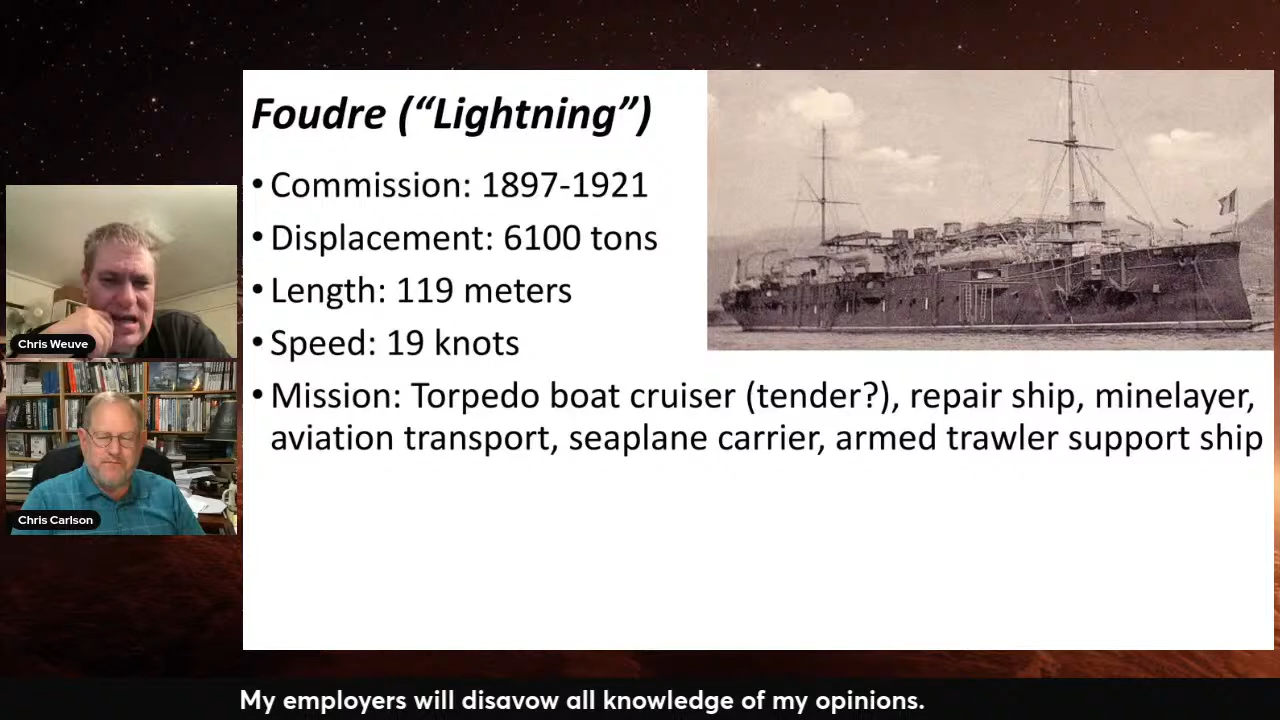 Foudre (“Lightning”)
• Commission: 1897-1921
• Displacement: 6100 tons
• Length: 119 meters
• Speed: 19 knots
• Mission: Torpedo boat cruiser (tender?), repair ship, minelayer,
aviation transport, seaplane carrier, armed trawler support ship
Chris Weuve
Chris Carlson
My employers will disavow all knowledge of my opinions.